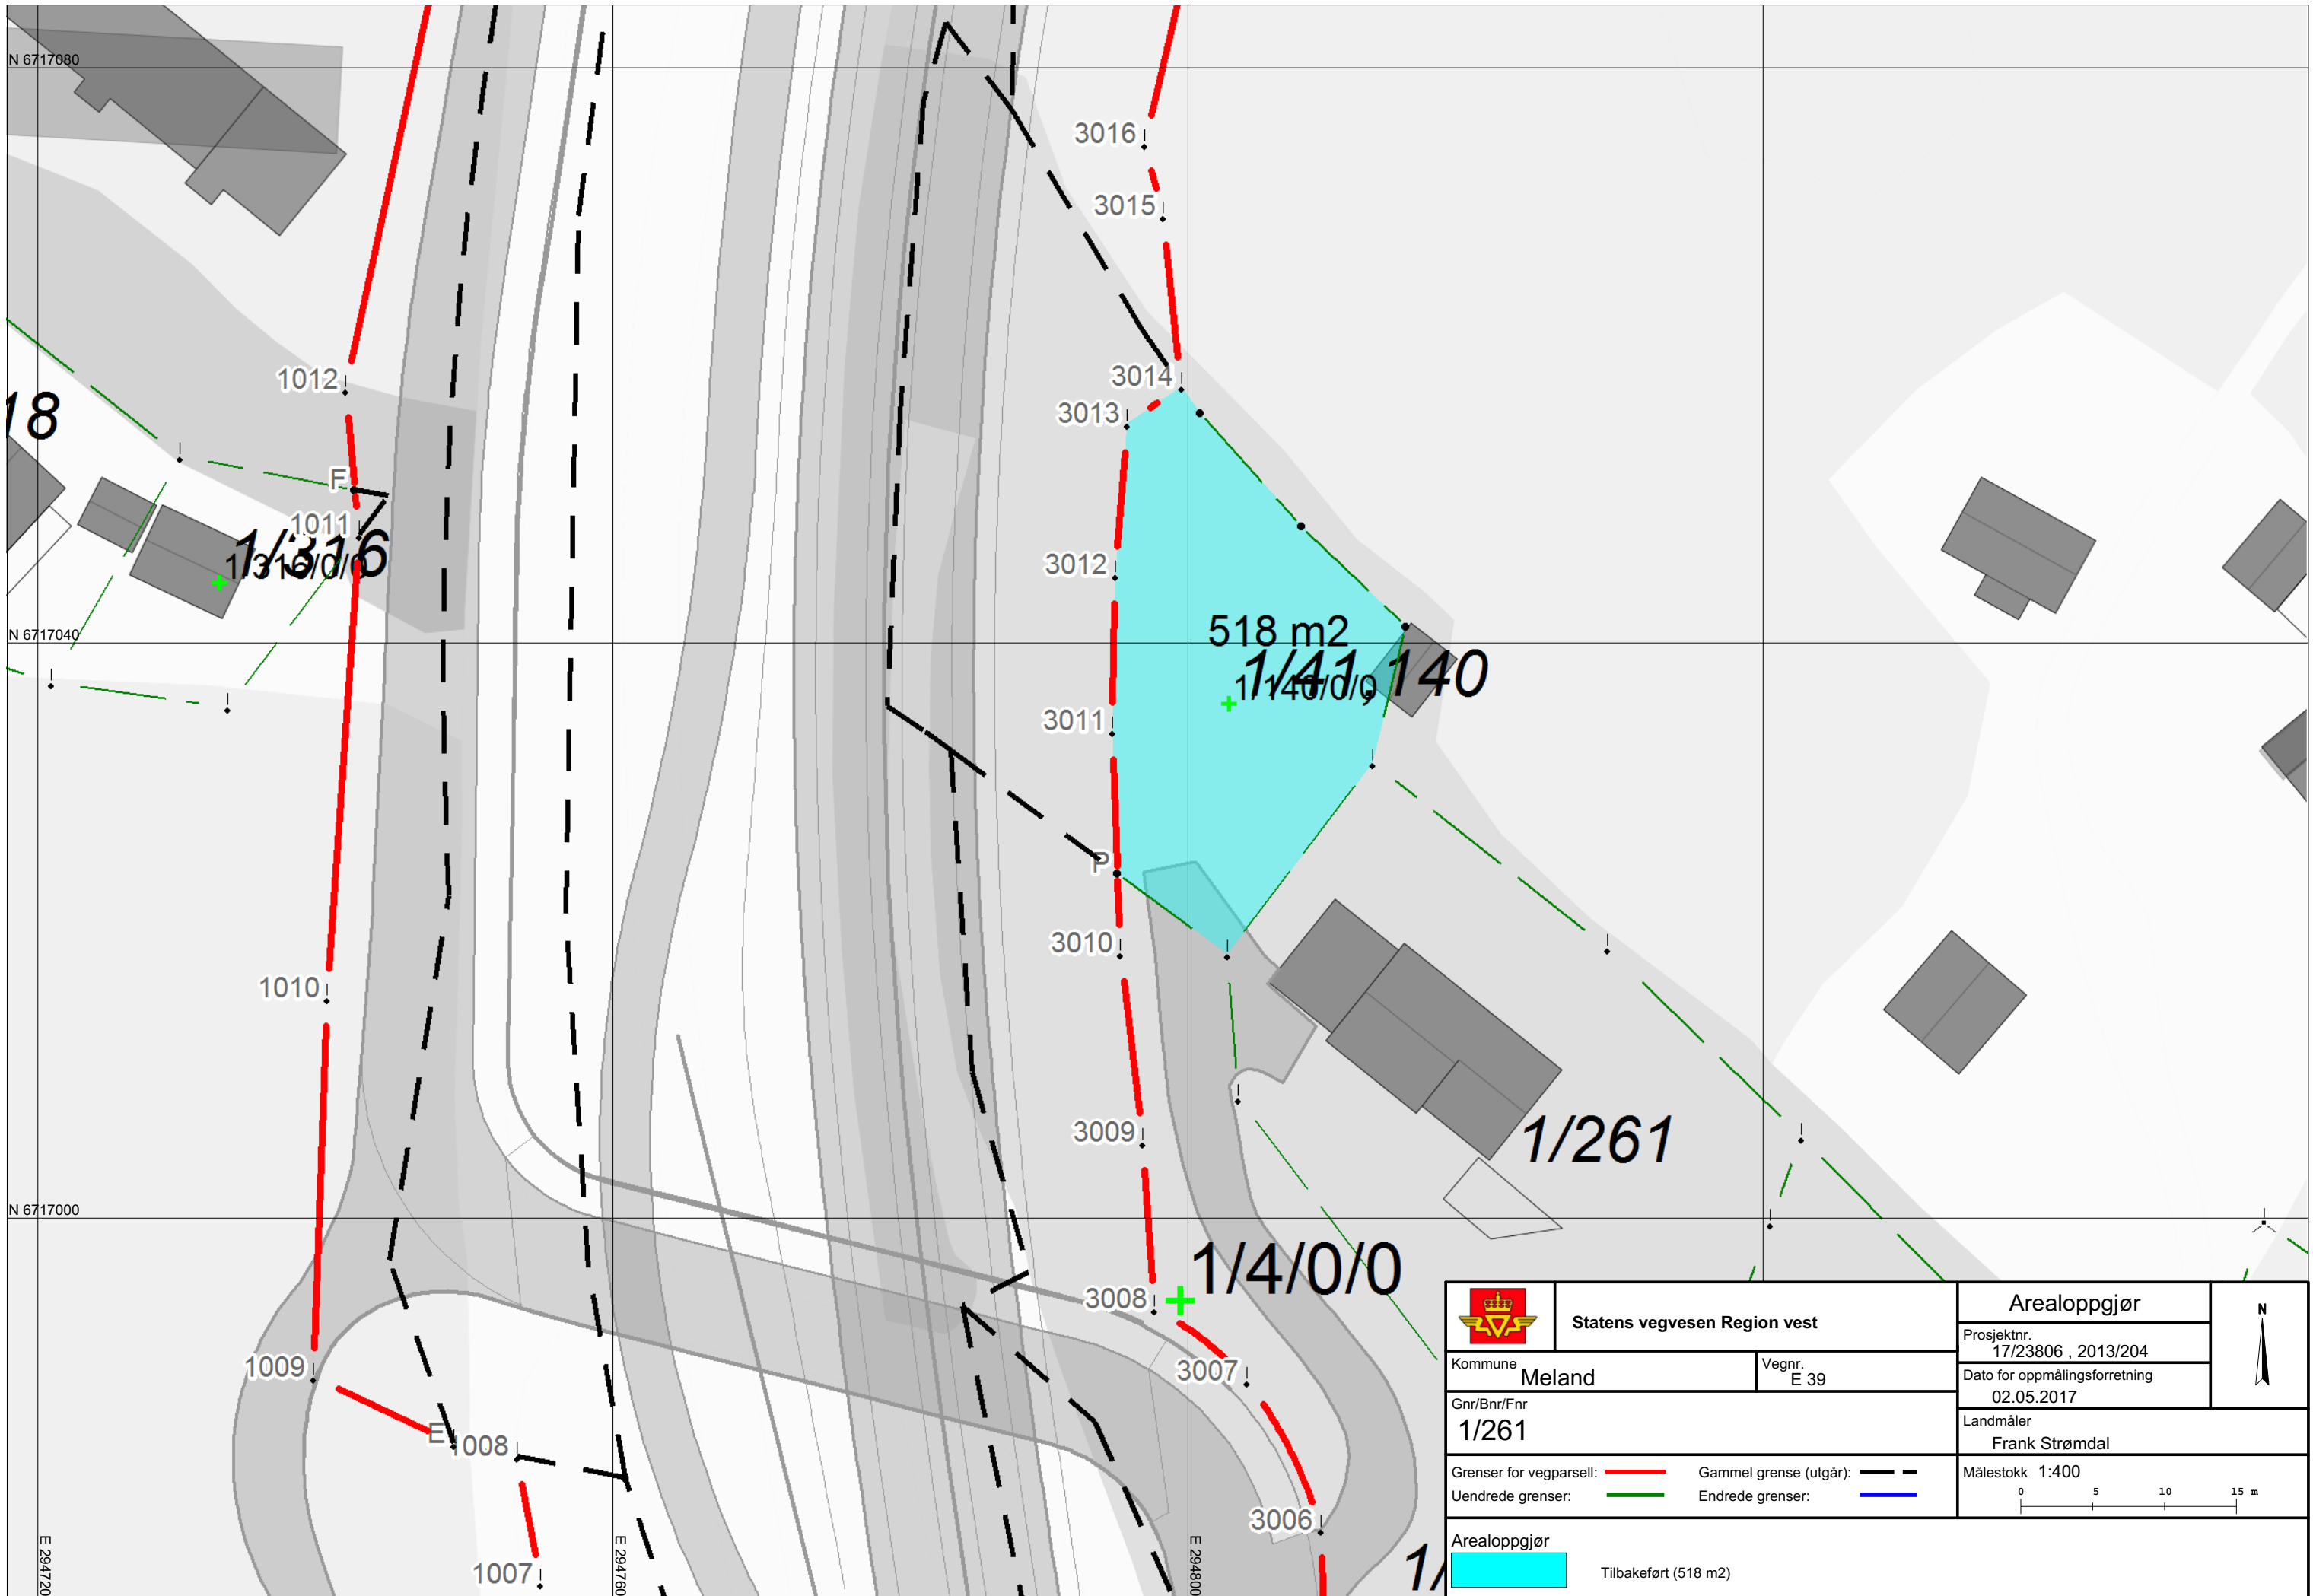 N 6717080
3016
3015
1012
3014
3013
18
F
1011
1/316
1/316/0/0
3012
N 6717040
518 m2
1/41, 140
1/140/0/0
3011
P
3010
1010
3009
1/261
N 6717000
1/4/0/0
3008
1009
3007
E
1008
3006
1007
1/
E 294720
E 294760
E 294800
Statens vegvesen Region vest
Arealoppgjør
N
Prosjektnr.
17/23806 , 2013/204
Kommune Meland
Vegnr.
E 39
Dato for oppmålingsforretning
02.05.2017
Gnr/Bnr/Fnr
1/261
Landmåler
Frank Strømdal
Grenser for vegparsell: Gammel grense (utgår):
Uendrede grenser: Endrede grenser:
Målestokk 1:400
0 5 10 15 m
Arealoppgjør
Tilbakeført (518 m2)